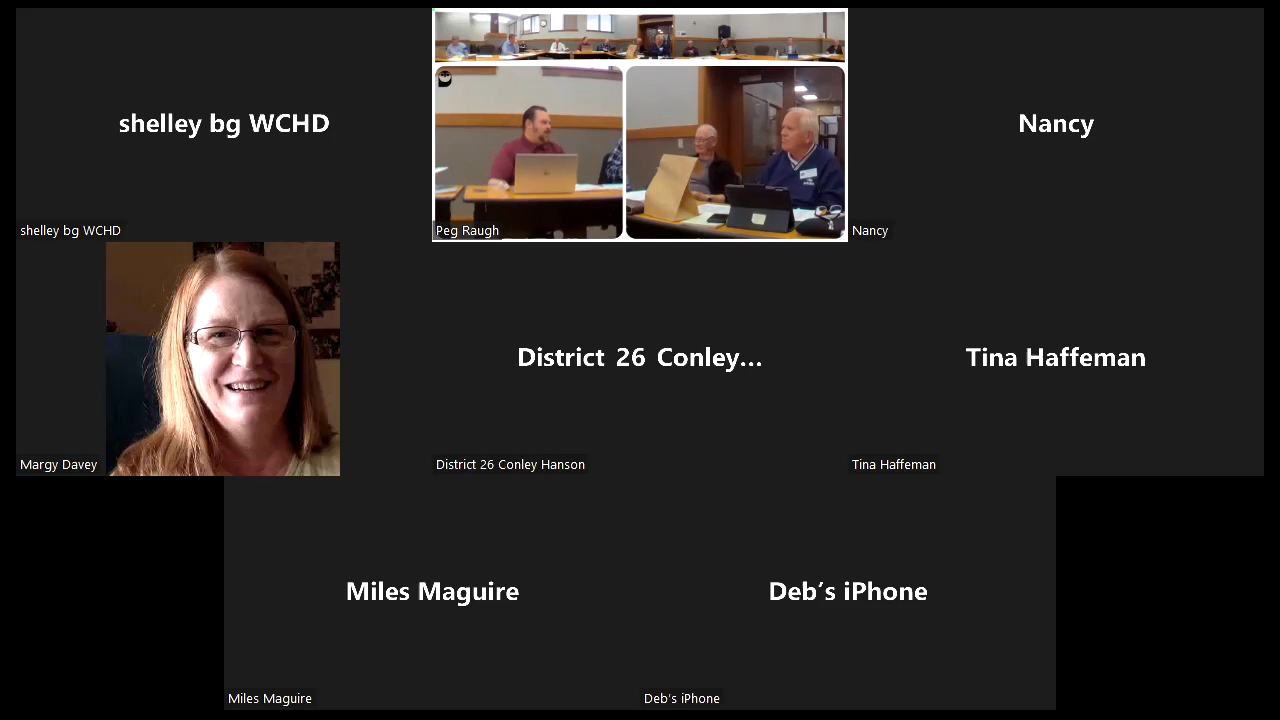 shelley bg WCHD
Nancy
shelley bg WCHD
Peg Raugh
Nancy
District 26 Conley...
Tina Haffeman
Margy Davey
District 26 Conley Hanson
Tina Haffeman
Miles Maguire
Deb’s iPhone
Miles Maguire
Deb's iPhone